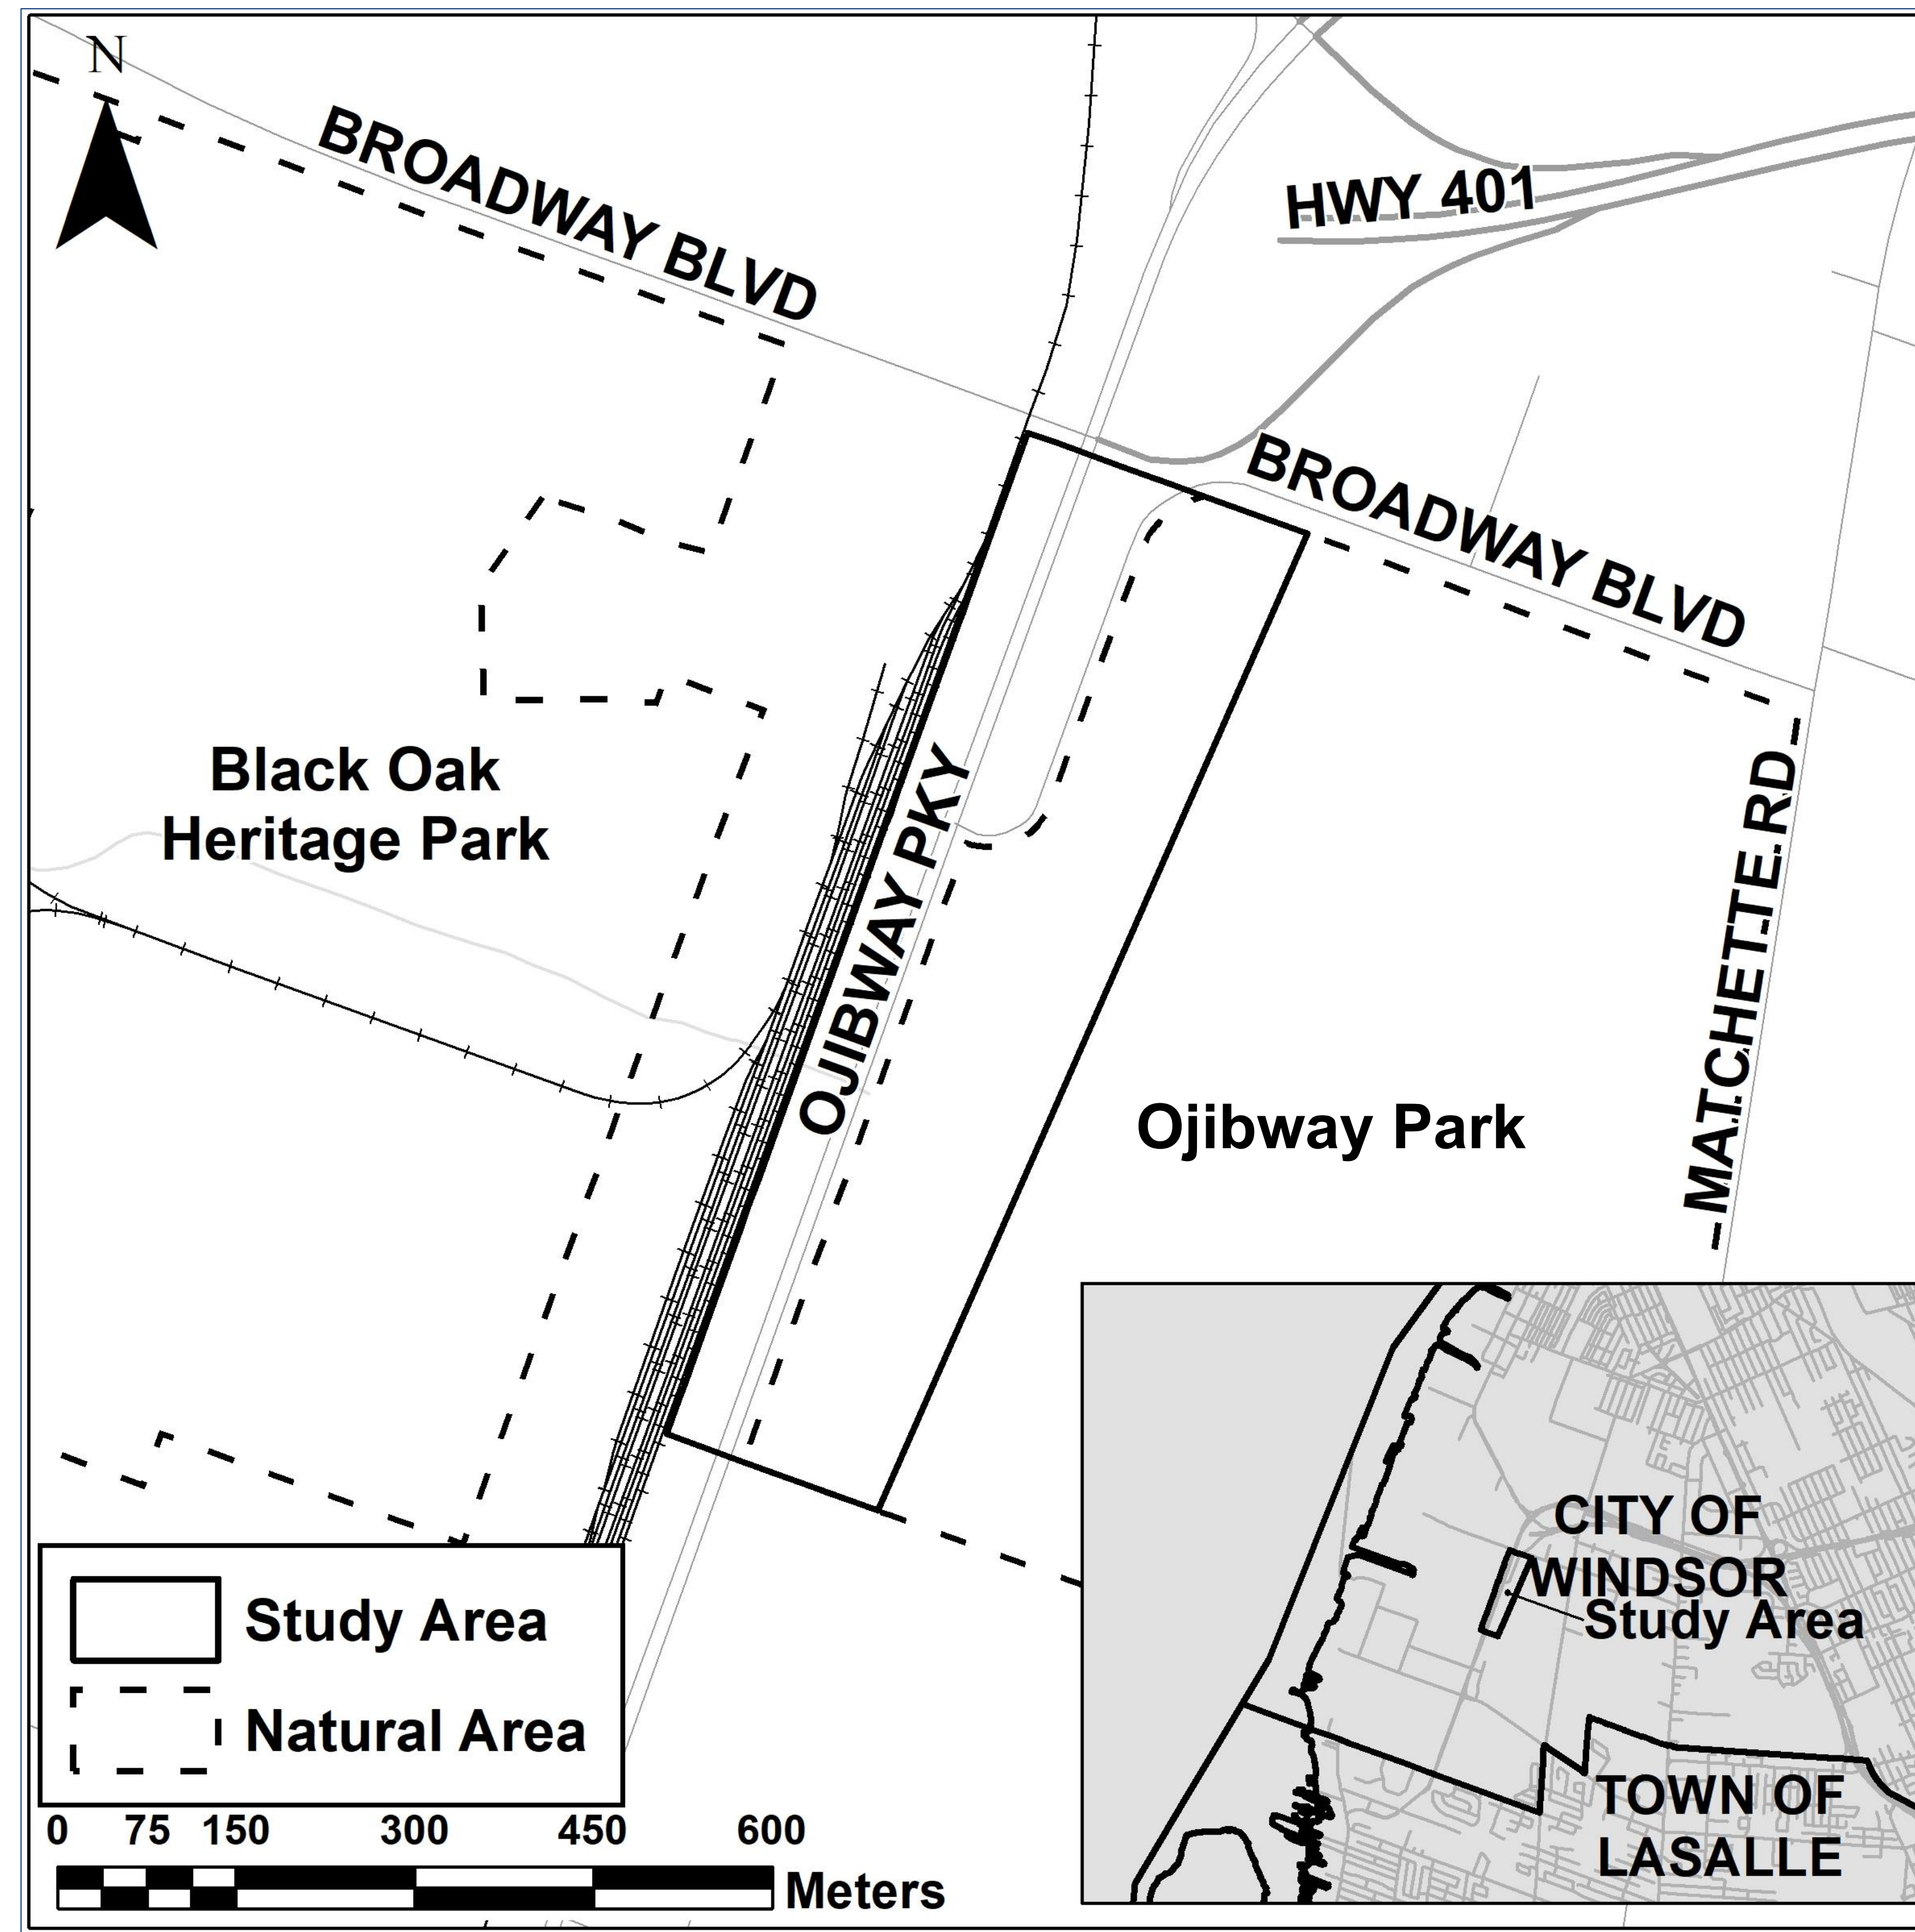 N
BROADWAY BLVD
HWY 401
BROADWAY BLVD
Black Oak
Heritage Park
OJIBWAY PKY
MATCHETTE RD
Ojibway Park
Study Area
Natural Area
0 75 150 300 450 600
Meters
CITY OF
WINDSOR
Study Area
TOWN OF
LASALLE